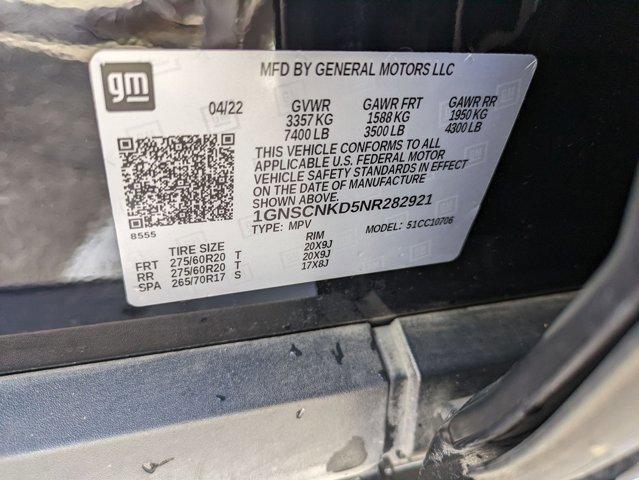 gm
MFD BY GENERAL MOTORS LLC
04/22 GVWR GAWR FRT GAWR RR
3357 KG 1588 KG 1950 KG
7400 LB 3500 LB 4300 LB
THIS VEHICLE CONFORMS TO ALL
APPLICABLE U.S. FEDERAL MOTOR
VEHICLE SAFETY STANDARDS IN EFFECT
ON THE DATE OF MANUFACTURE
SHOWN ABOVE.
1GNSCNKD5NR282921
8555 TYPE: MPV MODEL: 51CC10706
TIRE SIZE RIM
FRT 275/60R20 T 20X9J
RR 275/60R20 T 20X9J
SPA 265/70R17 S 17X8J